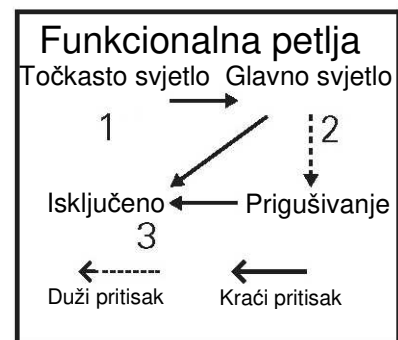 Funkcionalna petlja
Točkasto svjetlo Glavno svjetlo
1 2
Isključeno Prigušivanje
3
Duži pritisak Kraći pritisak